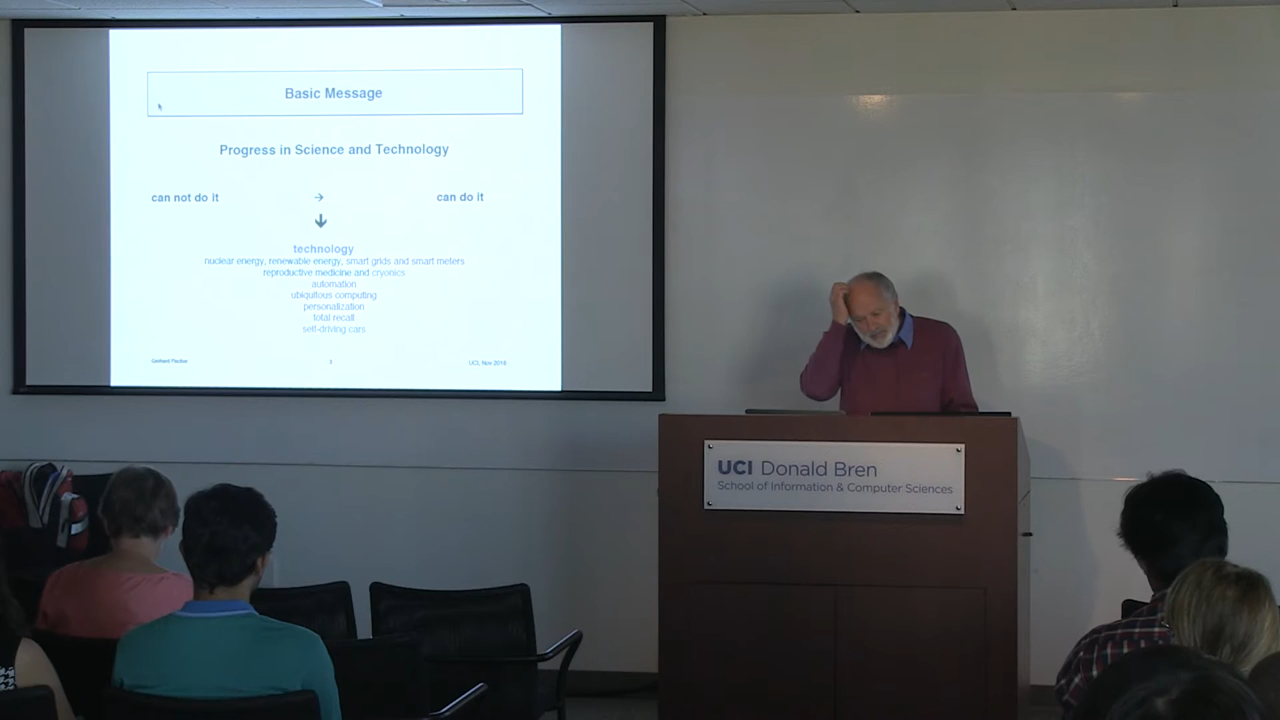 Basic Message
Progress in Science and Technology
can not do it → can do it
↓
technology
nuclear energy, renewable energy, smart grids and smart meters
reproductive medicine and cryonics
automation
ubiquitous computing
personalization
total recall
self-driving cars
Gerhard Fischer
UCI, Nov 2016
UCI Donald Bren
School of Information & Computer Sciences